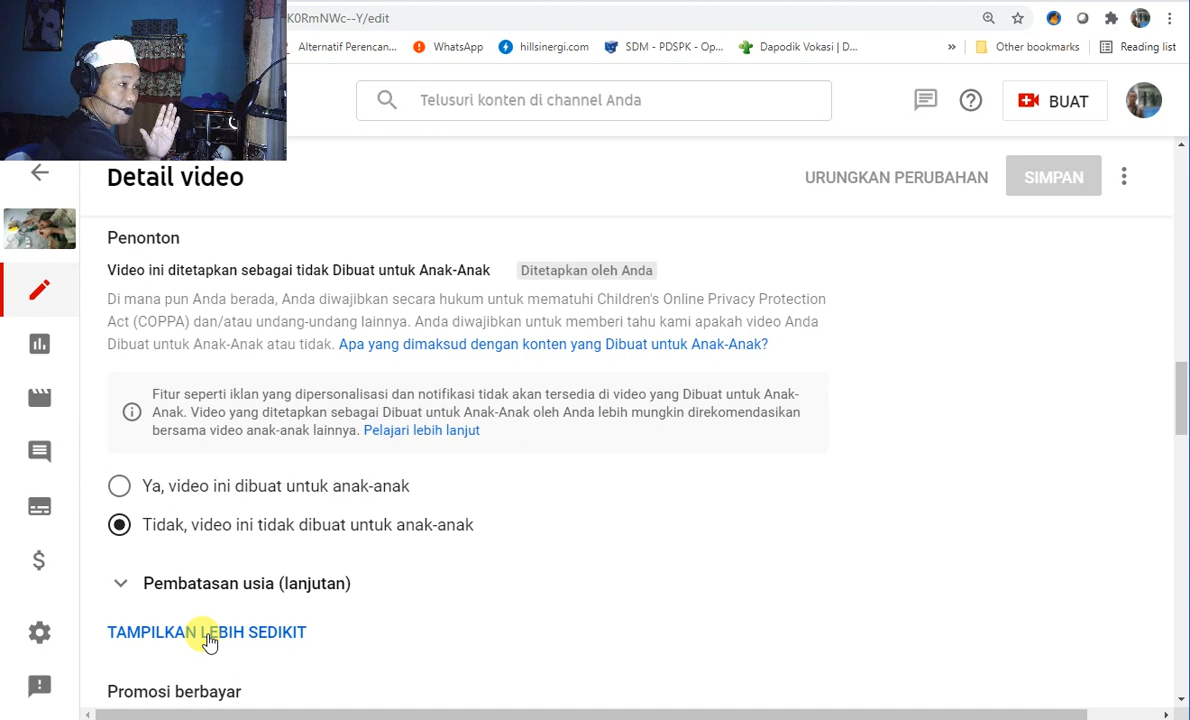 K0RmNWc--Y/edit
Alternatif Perencan...
WhatsApp
hillsinergi.com
SDM - PDSPK - Op...
Dapodik Vokasi | D...
»
Other bookmarks
Reading list
Telusuri konten di channel Anda
BUAT
Detail video
URUNGKAN PERUBAHAN
SIMPAN
Penonton
Video ini ditetapkan sebagai tidak Dibuat untuk Anak-Anak
Ditetapkan oleh Anda
Di mana pun Anda berada, Anda diwajibkan secara hukum untuk mematuhi Children's Online Privacy Protection
Act (COPPA) dan/atau undang-undang lainnya. Anda diwajibkan untuk memberi tahu kami apakah video Anda
Dibuat untuk Anak-Anak atau tidak. Apa yang dimaksud dengan konten yang Dibuat untuk Anak-Anak?
Fitur seperti iklan yang dipersonalisasi dan notifikasi tidak akan tersedia di video yang Dibuat untuk Anak-
Anak. Video yang ditetapkan sebagai Dibuat untuk Anak-Anak oleh Anda lebih mungkin direkomendasikan
bersama video anak-anak lainnya. Pelajari lebih lanjut
Ya, video ini dibuat untuk anak-anak
Tidak, video ini tidak dibuat untuk anak-anak
Pembatasan usia (lanjutan)
TAMPILKAN LEBIH SEDIKIT
Promosi berbayar